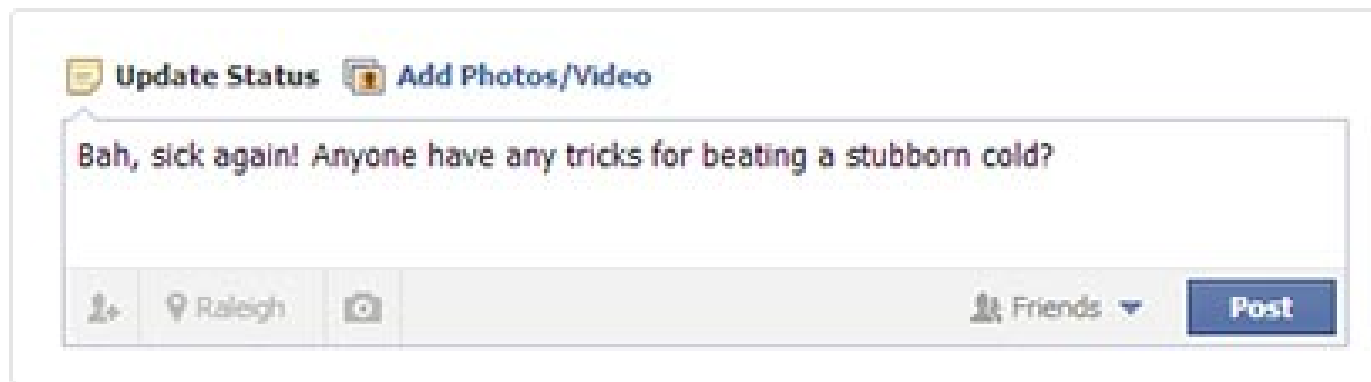 Update Status Add Photos/Video
Bah, sick again! Anyone have any tricks for beating a stubborn cold?
Raleigh Friends Post